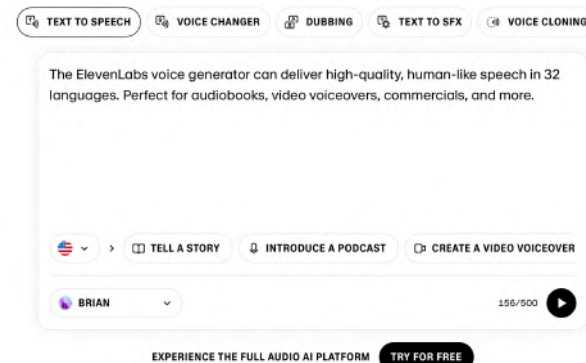 TEXT TO SPEECH VOICE CHANGER DUBBING TEXT TO SFX VOICE CLONING
The ElevenLabs voice generator can deliver high-quality, human-like speech in 32
languages. Perfect for audiobooks, video voiceovers, commercials, and more.
TELL A STORY INTRODUCE A PODCAST CREATE A VIDEO VOICEOVER
BRIAN 156/500
EXPERIENCE THE FULL AUDIO AI PLATFORM TRY FOR FREE